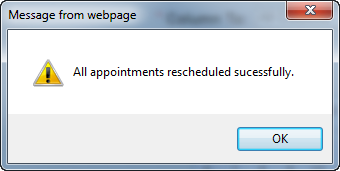 Message from webpage
All appointments rescheduled sucessfully.
OK